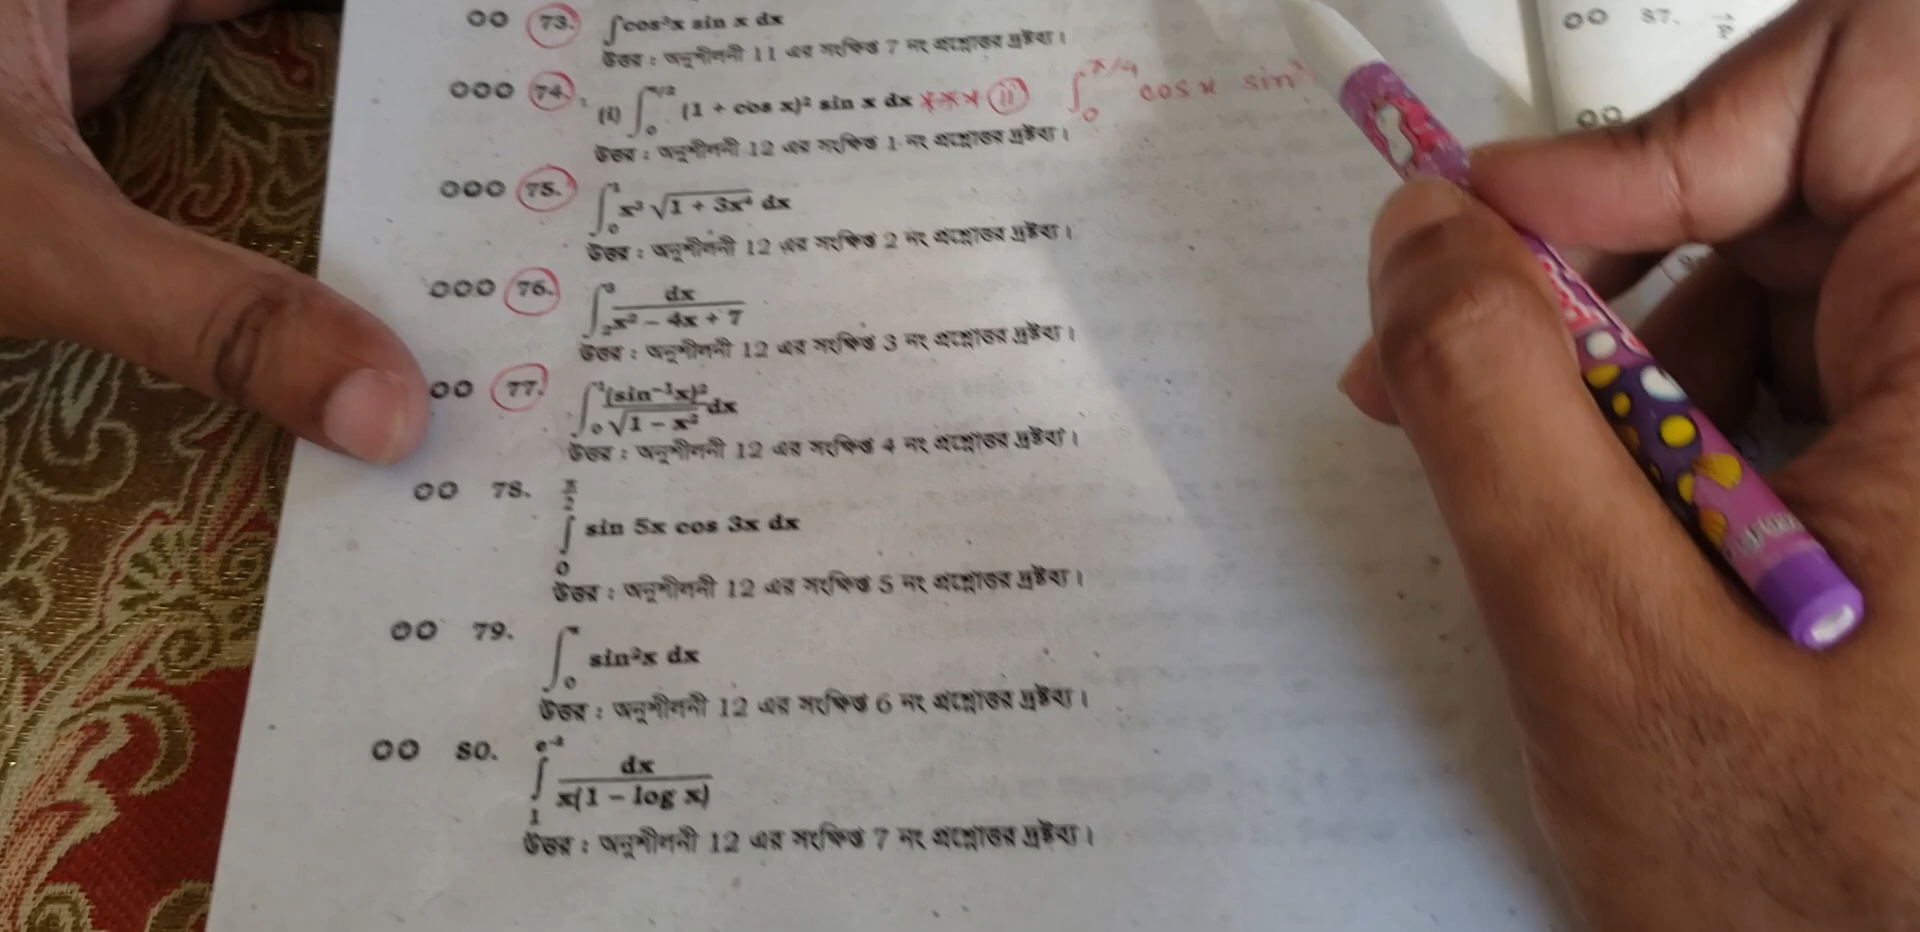 73. ∫cos²x sin x dx
উত্তর : অনুশীলনী 11 এর সংক্ষিপ্ত 7 নং প্রশ্নোত্তর দ্রষ্টব্য।
74. (i) ∫₀^π/2 (1 + cos x)² sin x dx *** (ii) ∫₀^π/4 cos x sin
উত্তর : অনুশীলনী 12 এর সংক্ষিপ্ত 1 নং প্রশ্নোত্তর দ্রষ্টব্য।
75. ∫₀¹ x³ √(1 + 3x⁴) dx
উত্তর : অনুশীলনী 12 এর সংক্ষিপ্ত 2 নং প্রশ্নোত্তর দ্রষ্টব্য।
76. ∫₂³ dx / (x² – 4x + 7)
উত্তর : অনুশীলনী 12 এর সংক্ষিপ্ত 3 নং প্রশ্নোত্তর দ্রষ্টব্য।
77. ∫₀¹ (sin⁻¹x)² / √(1 – x²) dx
উত্তর : অনুশীলনী 12 এর সংক্ষিপ্ত 4 নং প্রশ্নোত্তর দ্রষ্টব্য।
78. ∫₀^π/2 sin 5x cos 3x dx
উত্তর : অনুশীলনী 12 এর সংক্ষিপ্ত 5 নং প্রশ্নোত্তর দ্রষ্টব্য।
79. ∫₀^π sin²x dx
উত্তর : অনুশীলনী 12 এর সংক্ষিপ্ত 6 নং প্রশ্নোত্তর দ্রষ্টব্য।
80. ∫₁ dx / x(1 – log x)
উত্তর : অনুশীলনী 12 এর সংক্ষিপ্ত 7 নং প্রশ্নোত্তর দ্রষ্টব্য।
87. P